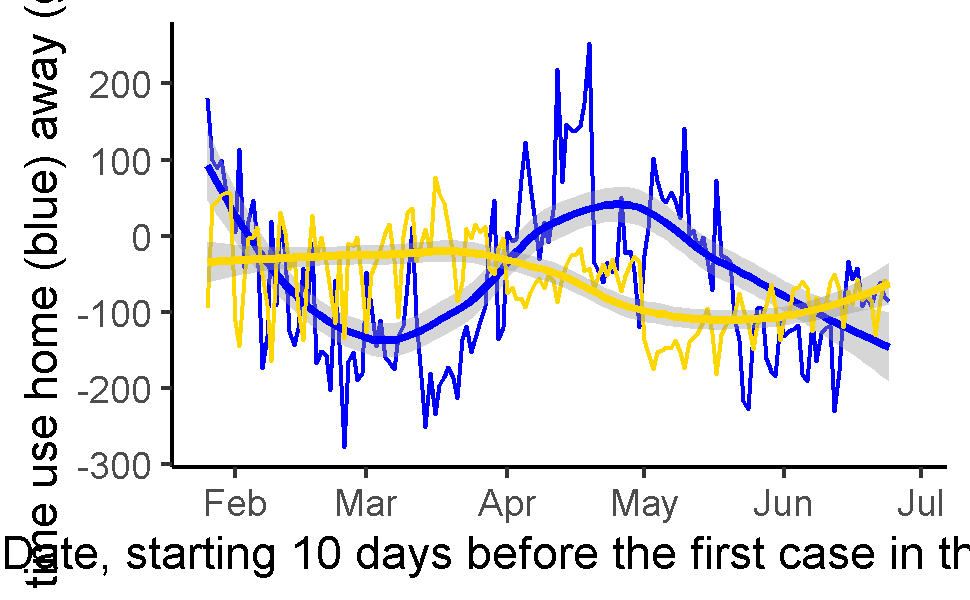 time use home (blue) away (
200
100
0
-100
-200
-300
Feb Mar Apr May Jun Jul
Date, starting 10 days before the first case in th